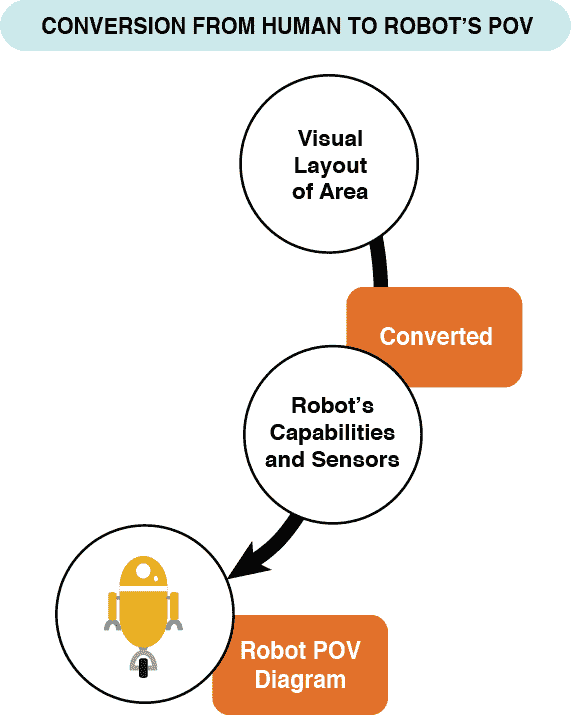 CONVERSION FROM HUMAN TO ROBOT’S POV
Visual
Layout
of Area
Converted
Robot’s
Capabilities
and Sensors
Robot POV
Diagram